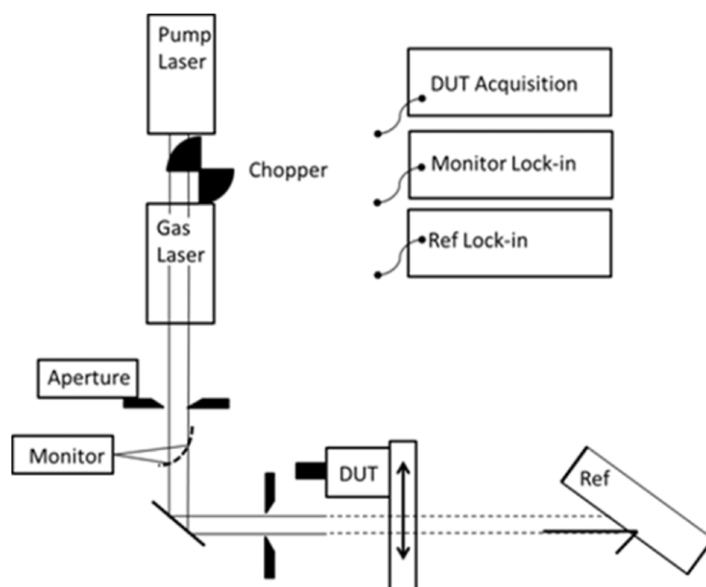 Pump
Laser
DUT Acquisition
Chopper
Monitor Lock-in
Gas
Laser
Ref Lock-in
Aperture
Monitor
DUT
Ref